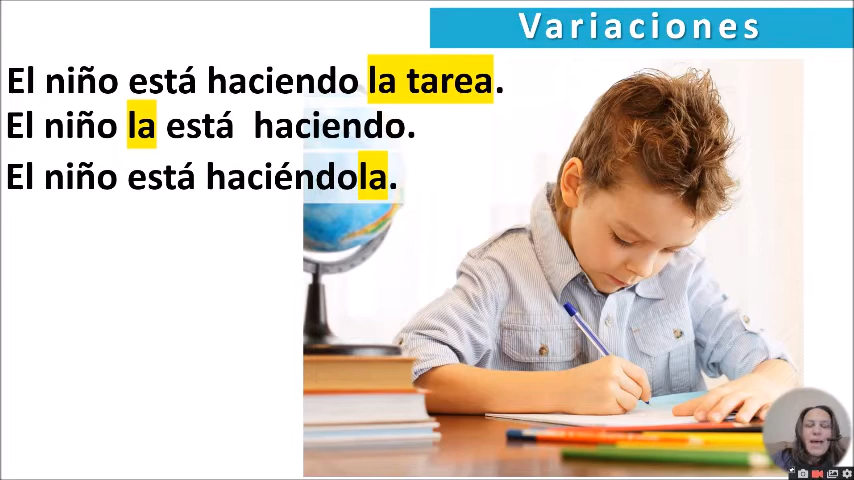 Variaciones
El niño está haciendo la tarea.
El niño la está haciendo.
El niño está haciéndola.